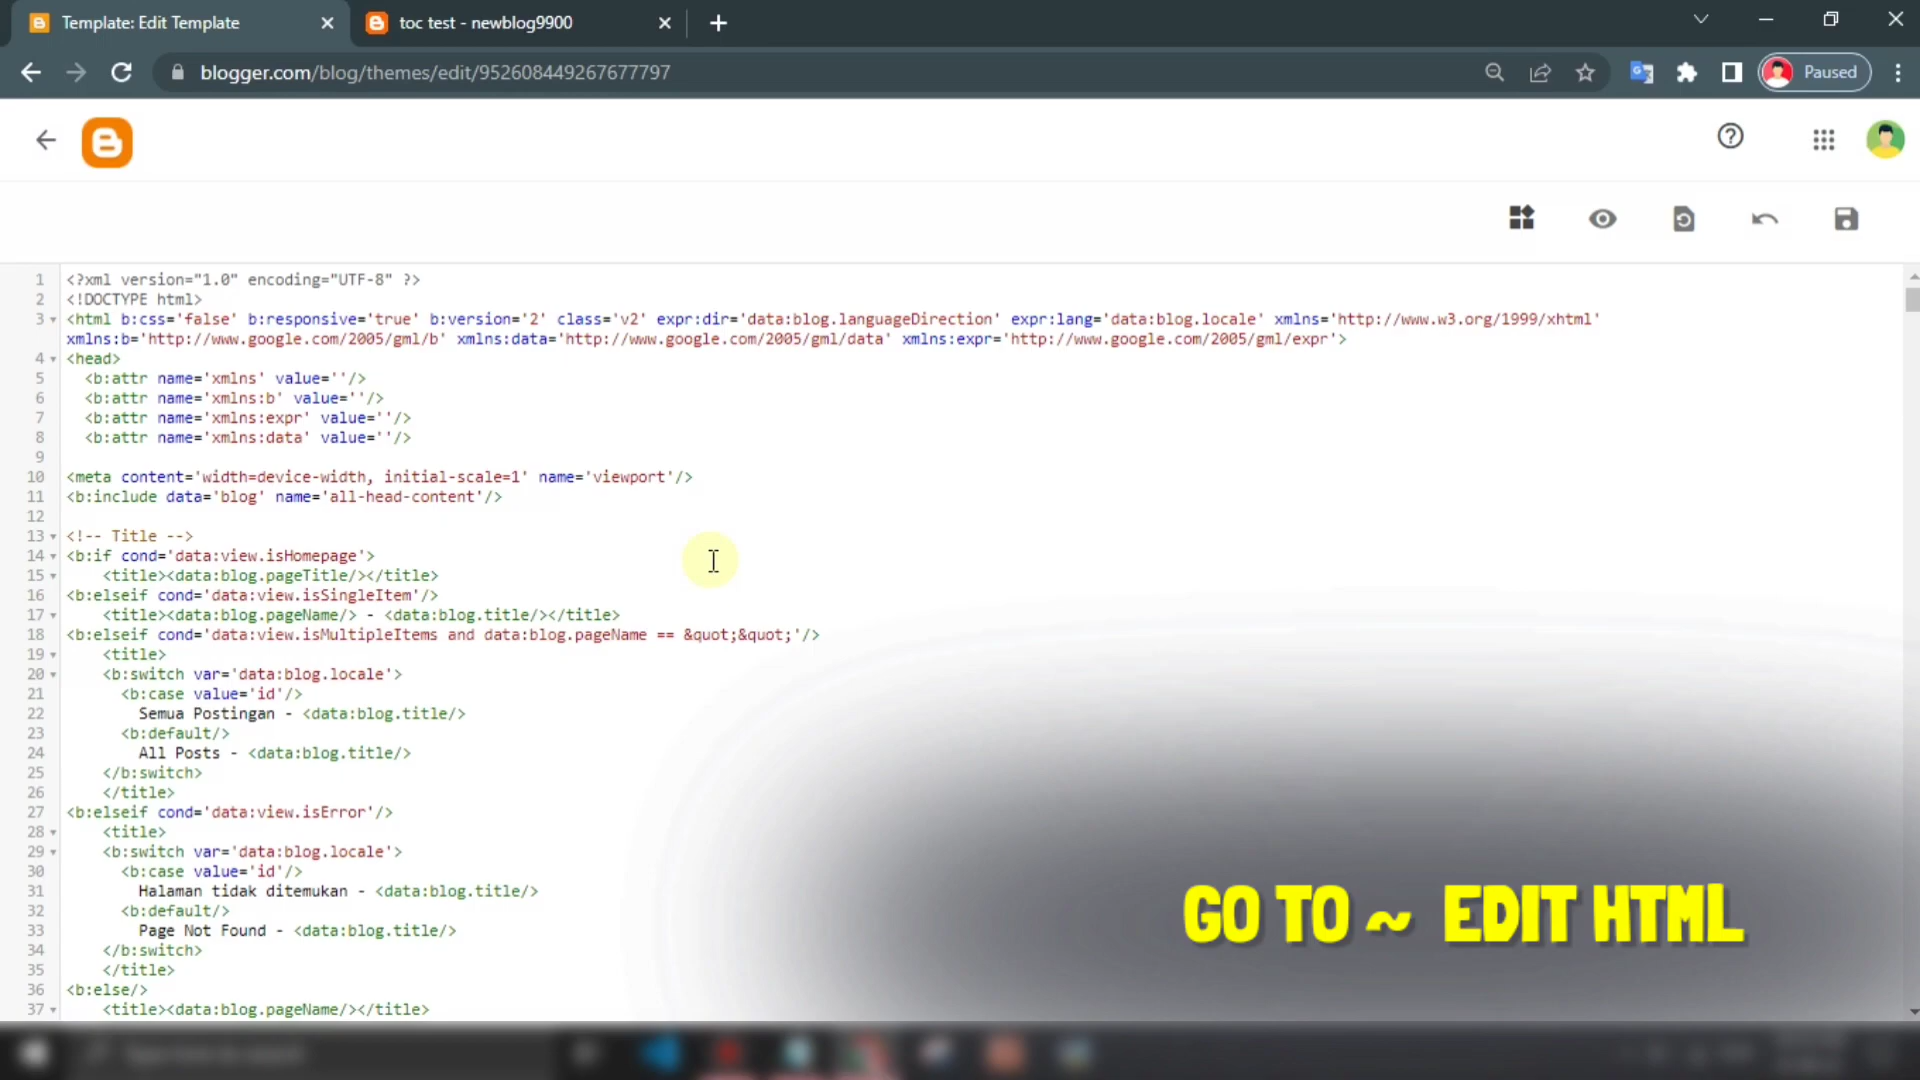 Template: Edit Template
toc test - newblog9900
blogger.com/blog/themes/edit/952608449267677797
Paused
1 <?xml version="1.0" encoding="UTF-8" ?>
2 <!DOCTYPE html>
3 <html b:css='false' b:responsive='true' b:version='2' class='v2' expr:dir='data:blog.languageDirection' expr:lang='data:blog.locale' xmlns='http://www.w3.org/1999/xhtml'
xmlns:b='http://www.google.com/2005/gml/b' xmlns:data='http://www.google.com/2005/gml/data' xmlns:expr='http://www.google.com/2005/gml/expr'>
4 <head>
5 <b:attr name='xmlns' value=''/>
6 <b:attr name='xmlns:b' value=''/>
7 <b:attr name='xmlns:expr' value=''/>
8 <b:attr name='xmlns:data' value=''/>
9
10 <meta content='width=device-width, initial-scale=1' name='viewport'/>
11 <b:include data='blog' name='all-head-content'/>
12
13 <!-- Title -->
14 <b:if cond='data:view.isHomepage'>
15 <title><data:blog.pageTitle/></title>
16 <b:elseif cond='data:view.isSingleItem'/>
17 <title><data:blog.pageName/> - <data:blog.title/></title>
18 <b:elseif cond='data:view.isMultipleItems and data:blog.pageName == &quot;&quot;'/>
19 <title>
20 <b:switch var='data:blog.locale'>
21 <b:case value='id'/>
22 Semua Postingan - <data:blog.title/>
23 <b:default/>
24 All Posts - <data:blog.title/>
25 </b:switch>
26 </title>
27 <b:elseif cond='data:view.isError'/>
28 <title>
29 <b:switch var='data:blog.locale'>
30 <b:case value='id'/>
31 Halaman tidak ditemukan - <data:blog.title/>
32 <b:default/>
33 Page Not Found - <data:blog.title/>
34 </b:switch>
35 </title>
36 <b:else/>
37 <title><data:blog.pageName/></title>
GO TO ~ EDIT HTML